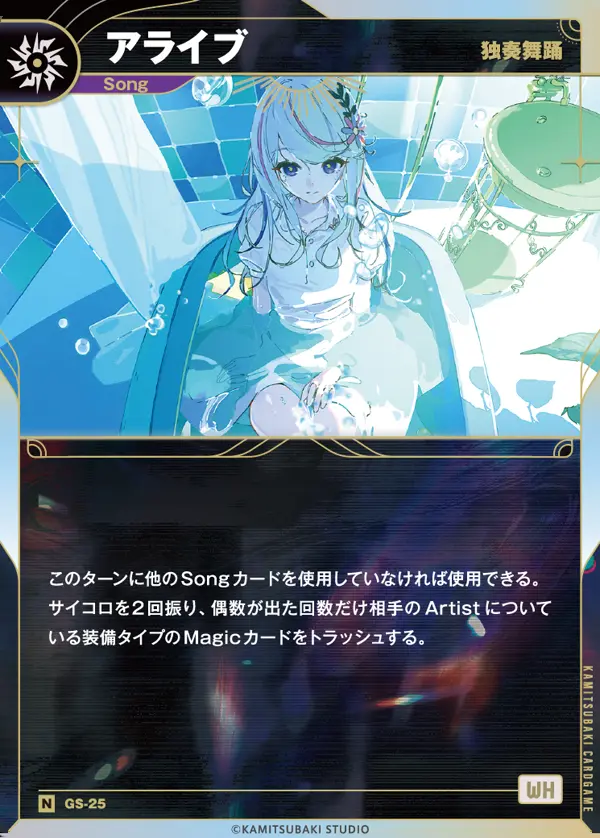 アライブ
独奏舞踊
Song
このターンに他のSongカードを使用していなければ使用できる。
サイコロを2回振り、偶数が出た回数だけ相手のArtistについて
いる装備タイプのMagicカードをトラッシュする。
KAMITSUBAKI CARDGAME
WH
N GS-25
©KAMITSUBAKI STUDIO